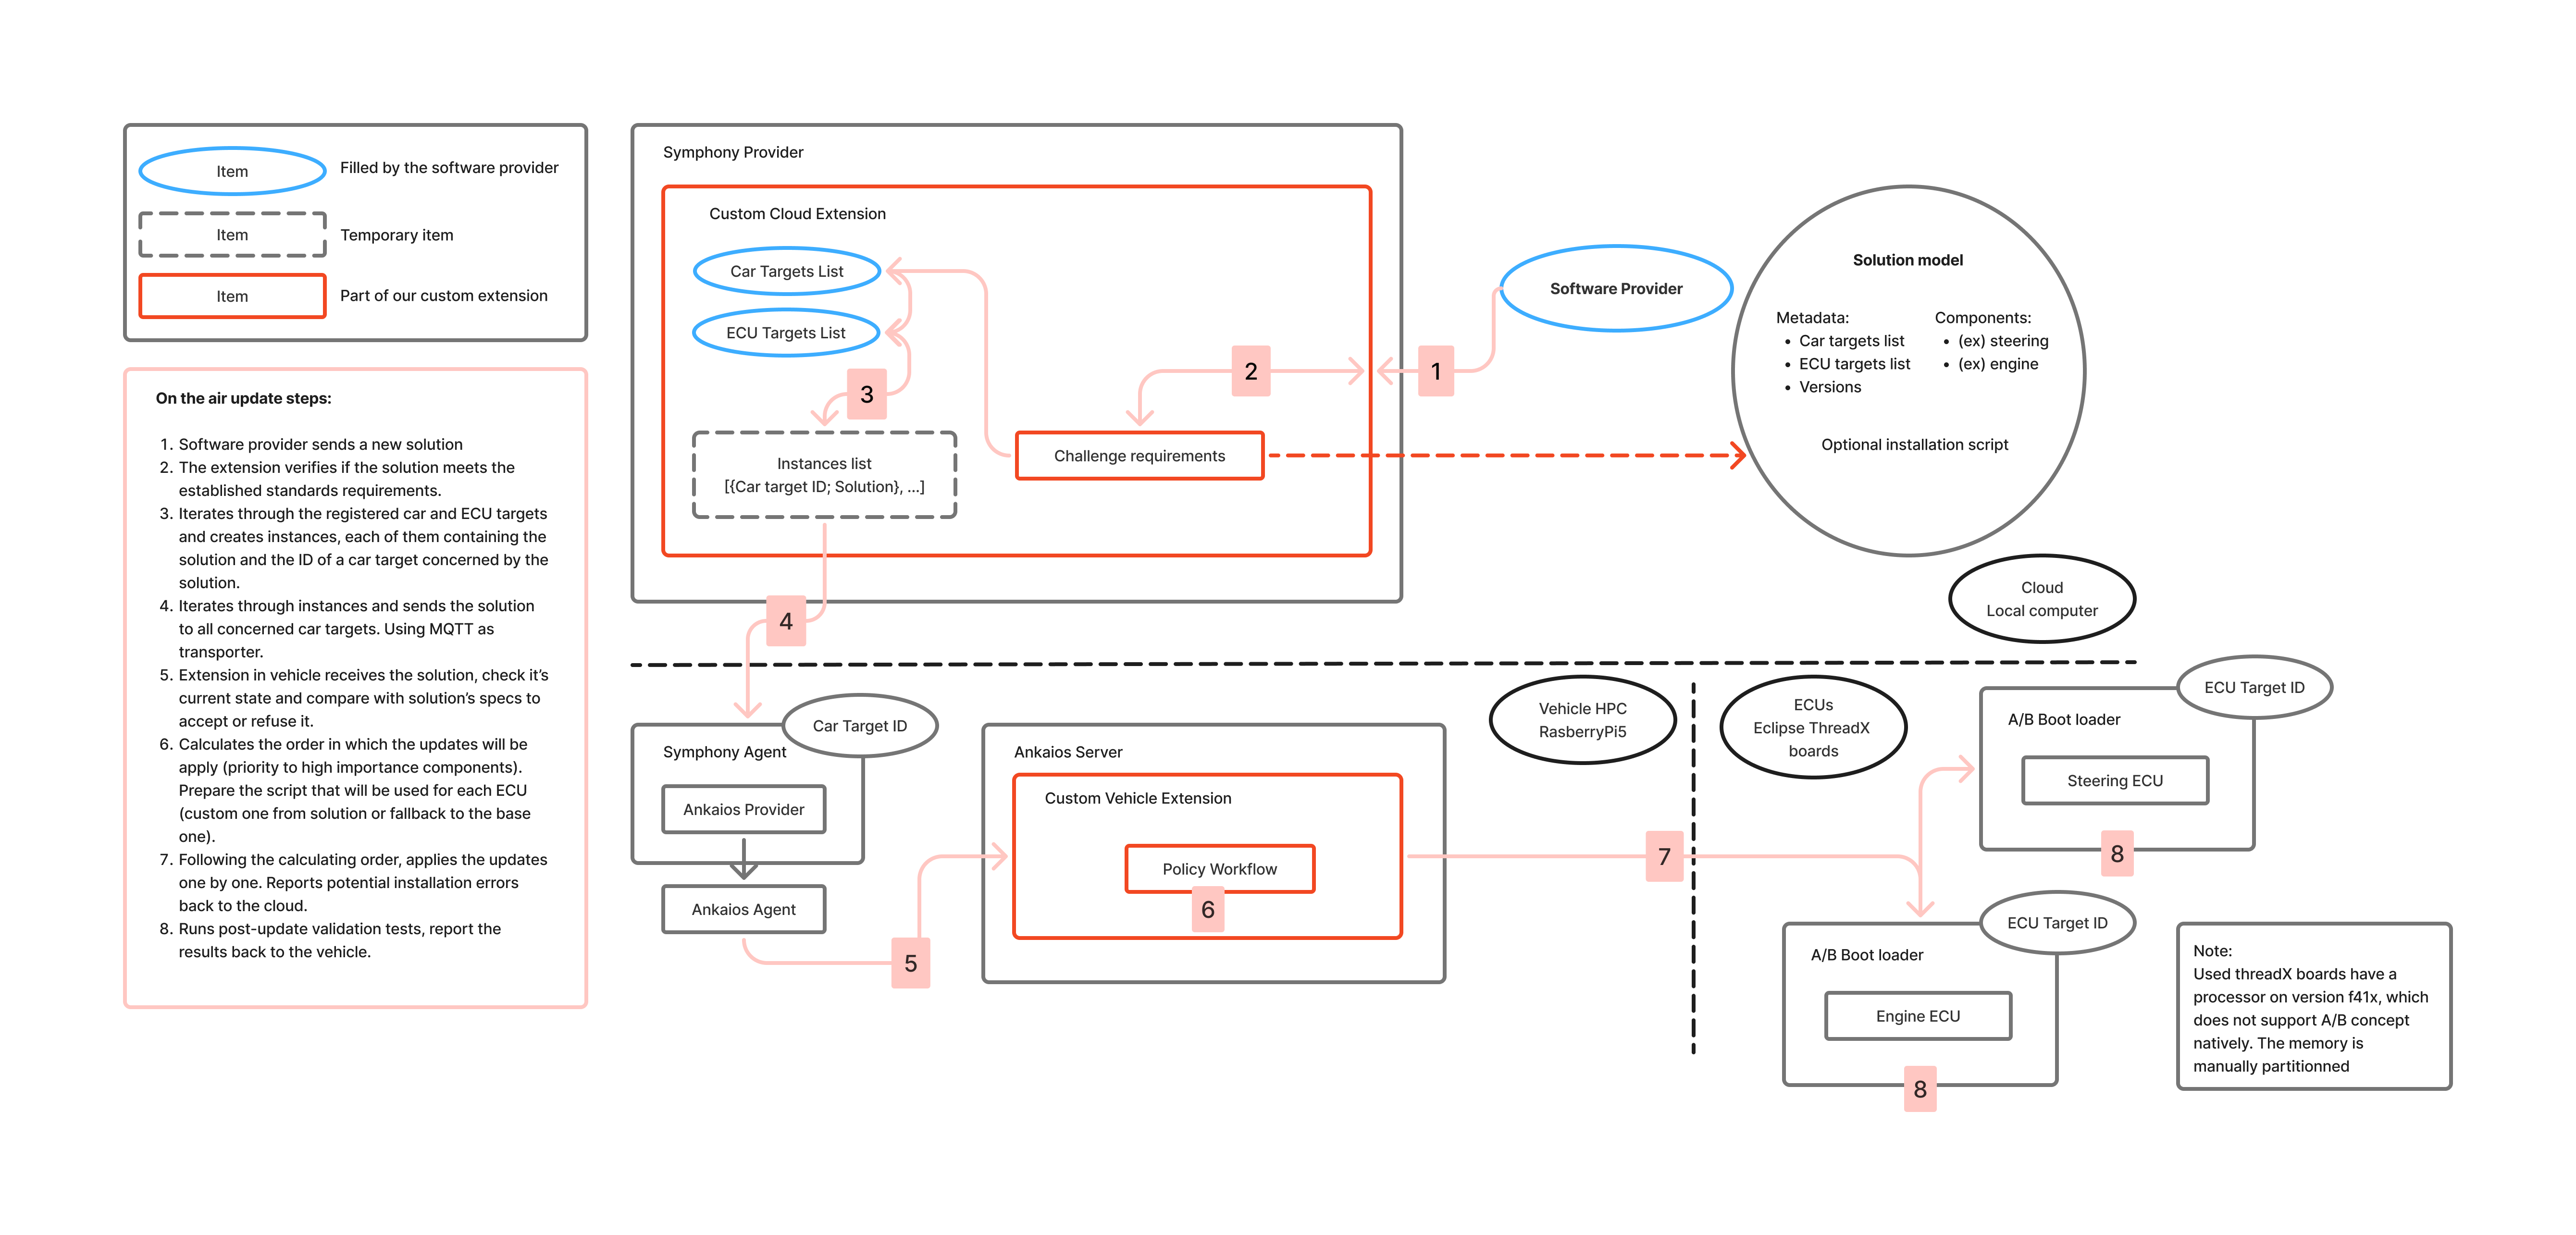 Item
Filled by the software provider
Item
Temporary item
Item
Part of our custom extension
On the air update steps:
1. Software provider sends a new solution
2. The extension verifies if the solution meets the
established standards requirements.
3. Iterates through the registered car and ECU targets
and creates instances, each of them containing the
solution and the ID of a car target concerned by the
solution.
4. Iterates through instances and sends the solution
to all concerned car targets. Using MQTT as
transporter.
5. Extension in vehicle receives the solution, check it's
current state and compare with solution's specs to
accept or refuse it.
6. Calculates the order in which the updates will be
apply (priority to high importance components).
Prepare the script that will be used for each ECU
(custom one from solution or fallback to the base
one).
7. Following the calculating order, applies the updates
one by one. Reports potential installation errors
back to the cloud.
8. Runs post-update validation tests, report the
results back to the vehicle.
Symphony Provider
Custom Cloud Extension
Car Targets List
ECU Targets List
3
2
1
Instances list
[{Car target ID; Solution}, ...]
Challenge requirements
Software Provider
Solution model
Metadata:
• Car targets list
• ECU targets list
• Versions
Components:
• (ex) steering
• (ex) engine
Optional installation script
Cloud
Local computer
4
Symphony Agent
Car Target ID
Ankaios Provider
Ankaios Agent
5
Ankaios Server
Custom Vehicle Extension
Policy Workflow
6
Vehicle HPC
RasberryPi5
7
ECUs
Eclipse ThreadX
boards
ECU Target ID
A/B Boot loader
Steering ECU
8
ECU Target ID
A/B Boot loader
Engine ECU
8
Note:
Used threadX boards have a
processor on version f41x, which
does not support A/B concept
natively. The memory is
manually partitionned